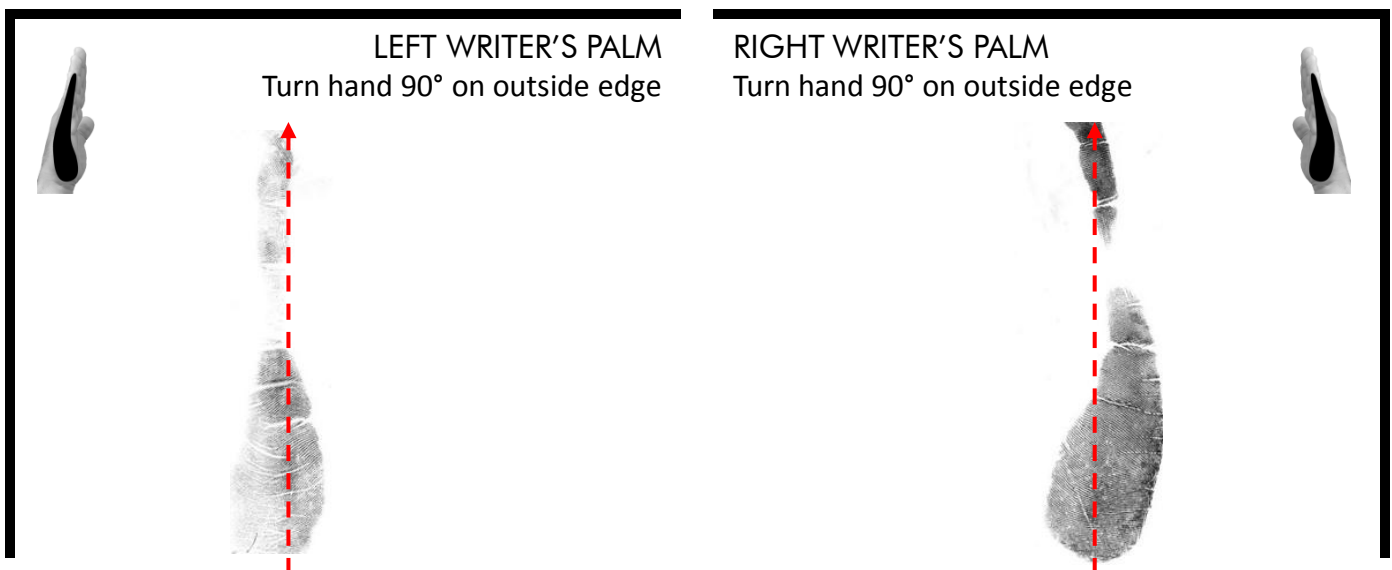 LEFT WRITER'S PALM
Turn hand 90° on outside edge
RIGHT WRITER'S PALM
Turn hand 90° on outside edge